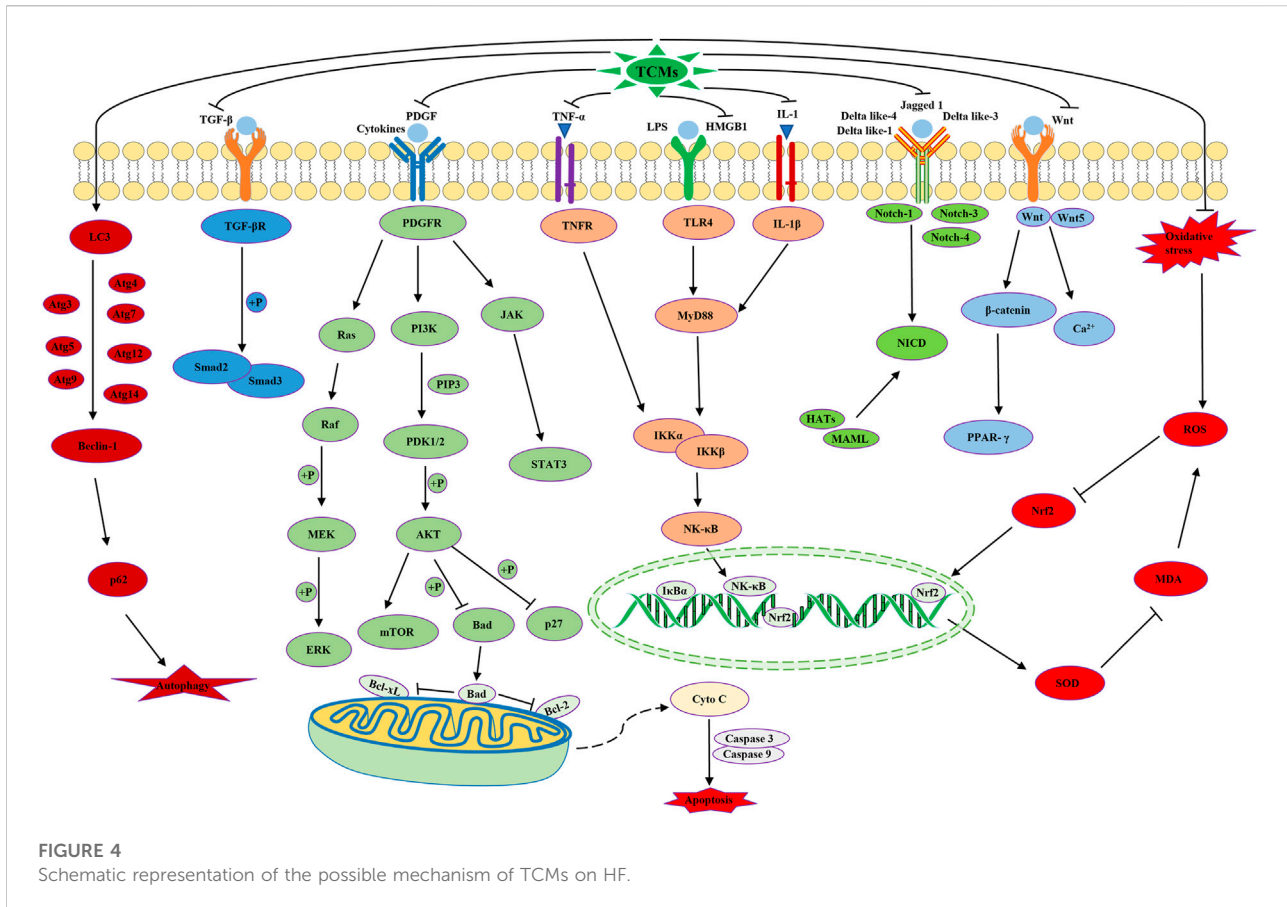 TCMs
TGF-β
PDGF
Cytokines
TNF-α
LPS
HMGB1
IL-1
Jagged 1
Delta like-4
Delta like-1
Delta like-3
Wnt
LC3
TGF-βR
PDGFR
TNFR
TLR4
IL-1β
Notch-1
Notch-3
Notch-4
Wnt
Wnt5
Oxidative
stress
Atg4
Atg3
Atg7
Atg5
Atg12
Atg9
Atg14
+P
Smad2
Smad3
Ras
PI3K
JAK
MyD88
NICD
β-catenin
Ca²⁺
PIP3
Raf
PDK1/2
STAT3
IKKα
IKKβ
HATs
MAML
PPAR- γ
ROS
Beclin-1
+P
+P
MEK
AKT
NK-κB
Nrf2
p62
+P
+P
+P
mTOR
Bad
p27
ERK
IκBα
NK-κB
Nrf2
Nrf2
MDA
SOD
Autophagy
Bcl-xL
Bad
Bcl-2
Cyto C
Caspase 3
Caspase 9
Apoptosis
FIGURE 4
Schematic representation of the possible mechanism of TCMs on HF.